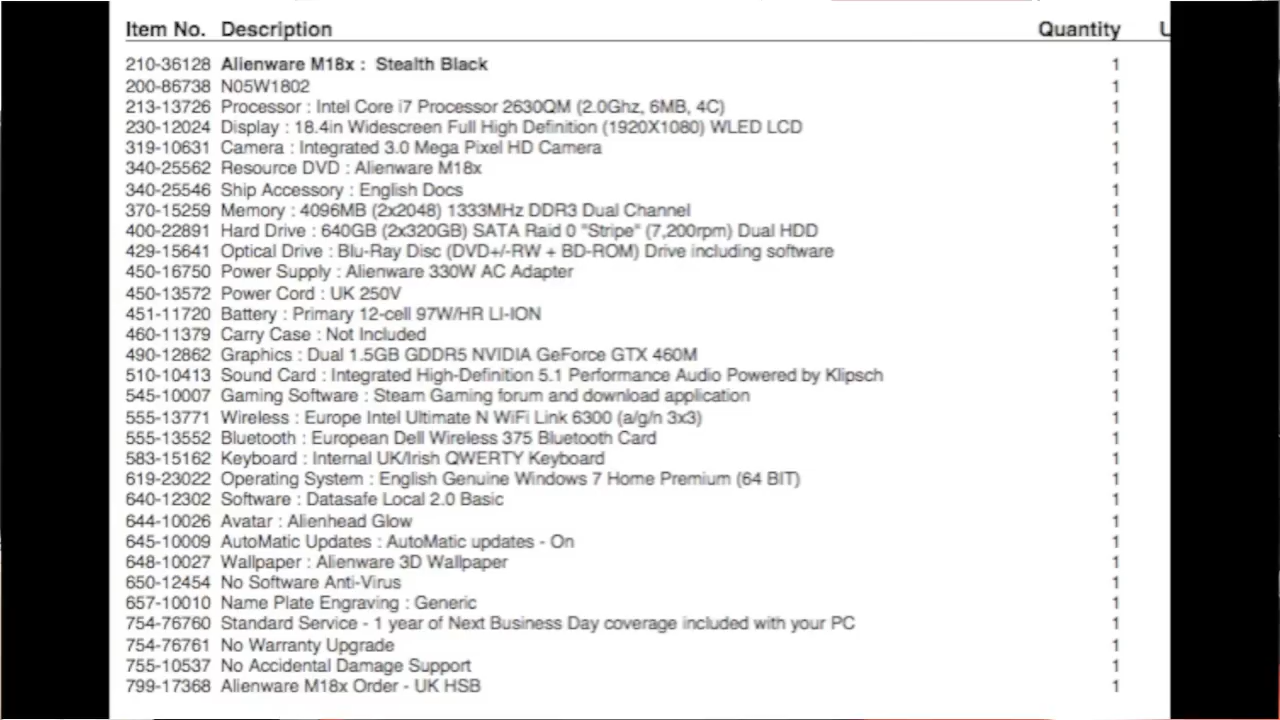 Item No. Description Quantity
210-36128 Alienware M18x : Stealth Black 1
200-86738 N05W1802 1
213-13726 Processor : Intel Core i7 Processor 2630QM (2.0Ghz, 6MB, 4C) 1
230-12024 Display : 18.4in Widescreen Full High Definition (1920X1080) WLED LCD 1
319-10631 Camera : Integrated 3.0 Mega Pixel HD Camera 1
340-25562 Resource DVD : Alienware M18x 1
340-25546 Ship Accessory : English Docs 1
370-15259 Memory : 4096MB (2x2048) 1333MHz DDR3 Dual Channel 1
400-22891 Hard Drive : 640GB (2x320GB) SATA Raid 0 "Stripe" (7,200rpm) Dual HDD 1
429-15641 Optical Drive : Blu-Ray Disc (DVD+/-RW + BD-ROM) Drive including software 1
450-16750 Power Supply : Alienware 330W AC Adapter 1
450-13572 Power Cord : UK 250V 1
451-11720 Battery : Primary 12-cell 97W/HR LI-ION 1
460-11379 Carry Case : Not Included 1
490-12862 Graphics : Dual 1.5GB GDDR5 NVIDIA GeForce GTX 460M 1
510-10413 Sound Card : Integrated High-Definition 5.1 Performance Audio Powered by Klipsch 1
545-10007 Gaming Software : Steam Gaming forum and download application 1
555-13771 Wireless : Europe Intel Ultimate N WiFi Link 6300 (a/g/n 3x3) 1
555-13552 Bluetooth : European Dell Wireless 375 Bluetooth Card 1
583-15162 Keyboard : Internal UK/Irish QWERTY Keyboard 1
619-23022 Operating System : English Genuine Windows 7 Home Premium (64 BIT) 1
640-12302 Software : Datasafe Local 2.0 Basic 1
644-10026 Avatar : Alienhead Glow 1
645-10009 AutoMatic Updates : AutoMatic updates - On 1
648-10027 Wallpaper : Alienware 3D Wallpaper 1
650-12454 No Software Anti-Virus 1
657-10010 Name Plate Engraving : Generic 1
754-76760 Standard Service - 1 year of Next Business Day coverage included with your PC 1
754-76761 No Warranty Upgrade 1
755-10537 No Accidental Damage Support 1
799-17368 Alienware M18x Order - UK HSB 1